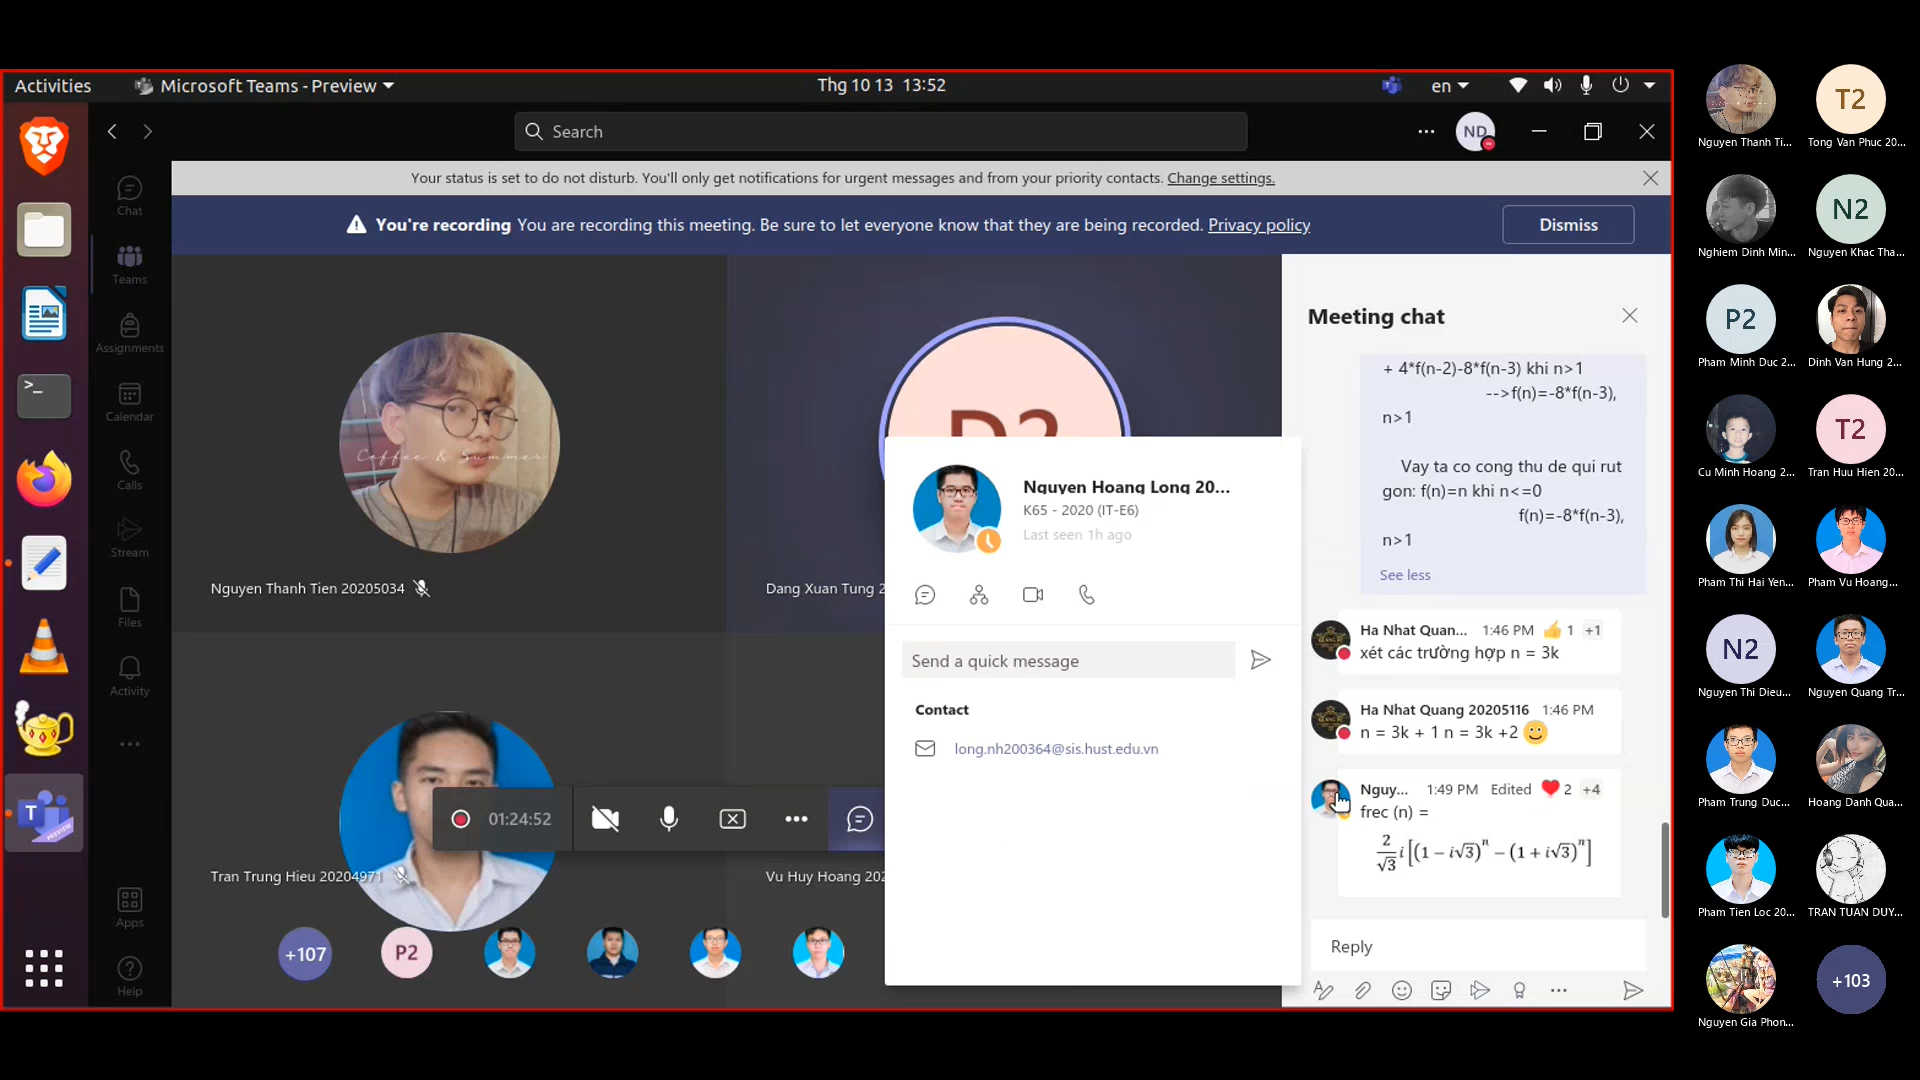 Activities
Microsoft Teams - Preview
Thg 10 13 13:52
en
Search
ND
Your status is set to do not disturb. You'll only get notifications for urgent messages and from your priority contacts. Change settings.
You're recording You are recording this meeting. Be sure to let everyone know that they are being recorded. Privacy policy
Dismiss
Chat
Teams
Assignments
Calendar
Calls
Stream
Files
Activity
Apps
Help
Coffee & Summer
Nguyen Thanh Tien 20205034
D2
Dang Xuan Tung 2
Tran Trung Hieu 20204971
Vu Huy Hoang 202
01:24:52
+107
P2
Nguyen Hoang Long 20...
K65 - 2020 (IT-E6)
Last seen 1h ago
Send a quick message
Contact
long.nh200364@sis.hust.edu.vn
Meeting chat
+ 4*f(n-2)-8*f(n-3) khi n>1
-->f(n)=-8*f(n-3),
n>1
Vay ta co cong thu de qui rut
gon: f(n)=n khi n<=0
f(n)=-8*f(n-3),
n>1
See less
Ha Nhat Quan... 1:46 PM 👍 1 +1
xét các trường hợp n = 3k
Ha Nhat Quang 20205116 1:46 PM
n = 3k + 1 n = 3k +2 🙂
Nguy... 1:49 PM Edited ❤️ 2 +4
frec (n) =
2/√3 i [(1 − i√3)^n − (1 + i√3)^n]
Reply
Nguyen Thanh Ti...
T2
Tong Van Phuc 20...
Nghiem Dinh Min...
N2
Nguyen Khac Tha...
P2
Pham Minh Duc 2...
Dinh Van Hung 2...
Cu Minh Hoang 2...
T2
Tran Huu Hien 20...
Pham Thi Hai Yen...
Pham Vu Hoang...
N2
Nguyen Thi Dieu...
Nguyen Quang Tr...
Pham Trung Duc...
Hoang Danh Qua...
Pham Tien Loc 20...
TRAN TUAN DUY...
Nguyen Gia Phon...
+103